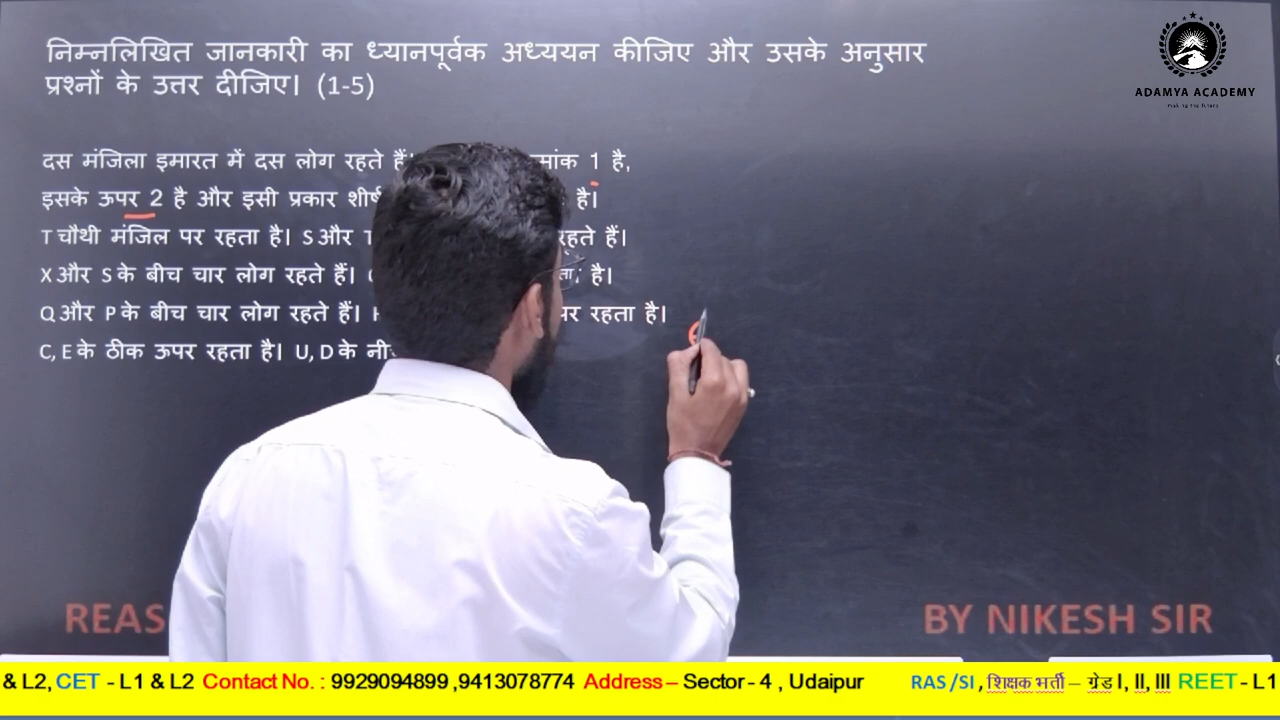 निम्नलिखित जानकारी का ध्यानपूर्वक अध्ययन कीजिए और उसके अनुसार
प्रश्नों के उत्तर दीजिए। (1-5)
ADAMYA ACADEMY
दस मंजिला इमारत में दस लोग रहते हैं। 1 है,
इसके ऊपर 2 है और इसी प्रकार है।
T चौथी मंजिल पर रहता है। S और रहते हैं।
X और S के बीच चार लोग रहते हैं। है।
Q और P के बीच चार लोग रहते हैं। रहता है।
C, E के ठीक ऊपर रहता है। U, D के
BY NIKESH SIR
& L2, CET - L1 & L2 Contact No. : 9929094899 ,9413078774 Address – Sector - 4 , Udaipur RAS /SI , शिक्षक भर्ती – ग्रेड I, II, III REET - L1